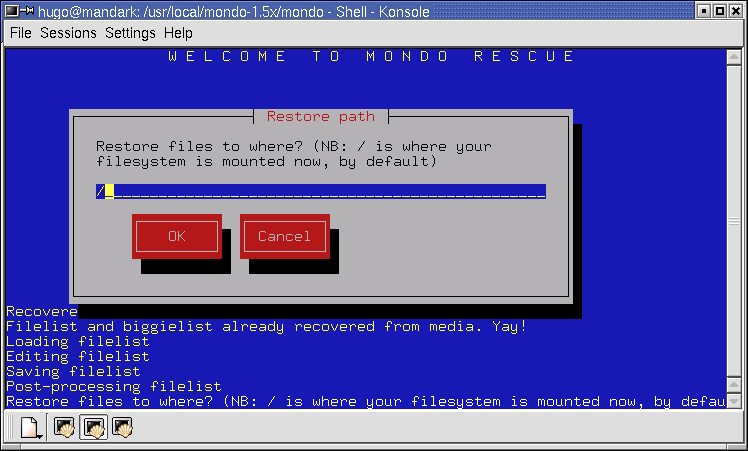 hugo@mandark: /usr/local/mondo-1.5x/mondo - Shell - Konsole
File Sessions Settings Help
W E L C O M E T O M O N D O R E S C U E
Restore path
Restore files to where? (NB: / is where your
filesystem is mounted now, by default)
/
OK Cancel
Recovere
Filelist and biggielist already recovered from media. Yay!
Loading filelist
Editing filelist
Saving filelist
Post-processing filelist
Restore files to where? (NB: / is where your filesystem is mounted now, by defau